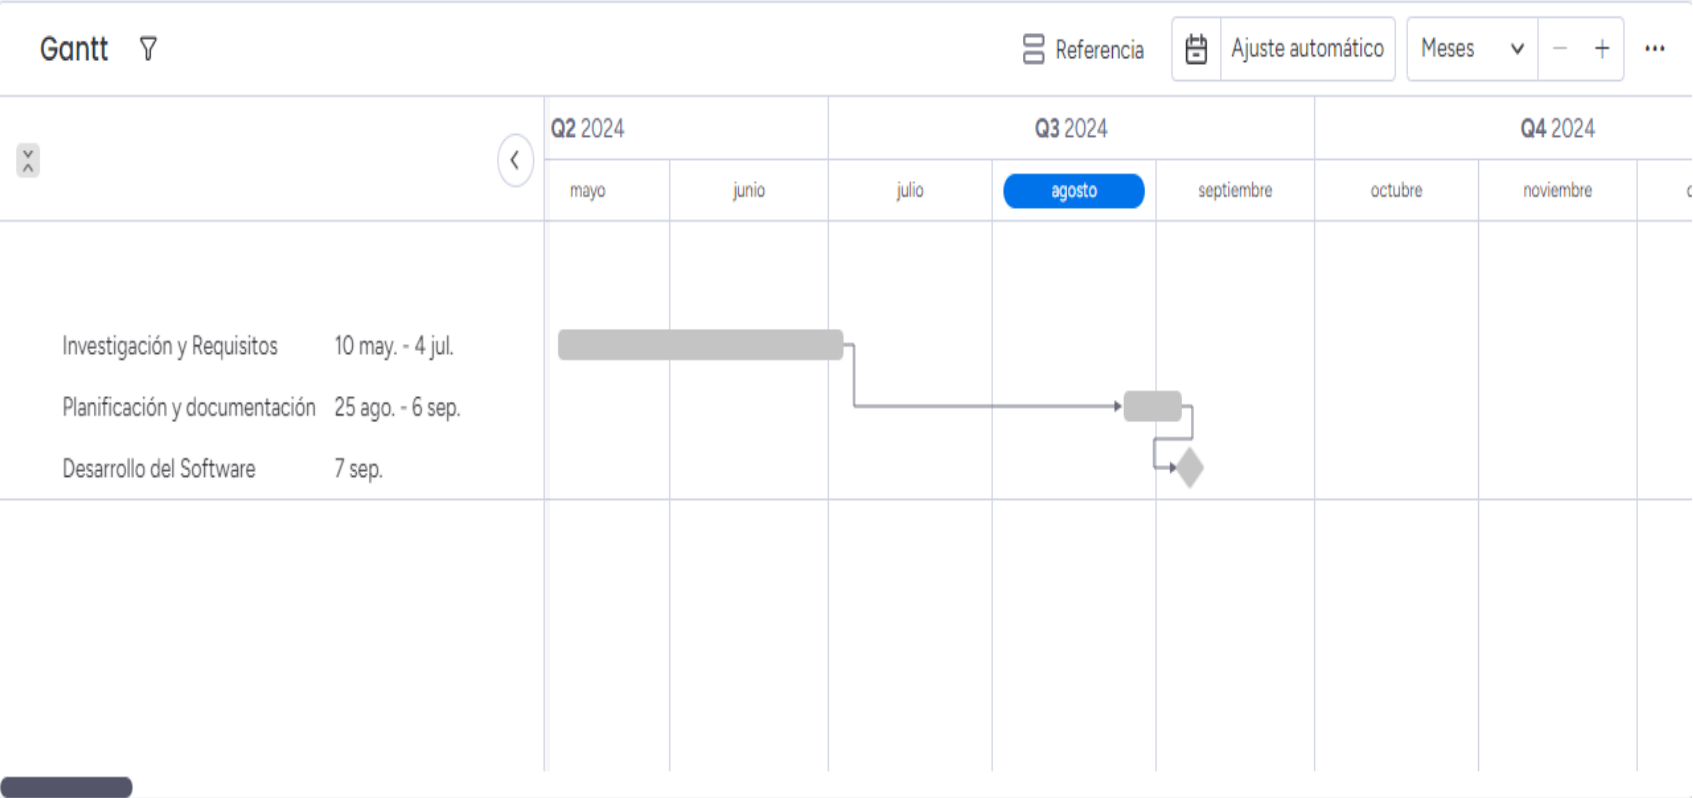 Gantt
Referencia
Ajuste automático
Meses
Q2 2024
Q3 2024
Q4 2024
mayo
junio
julio
agosto
septiembre
octubre
noviembre
Investigación y Requisitos 10 may. - 4 jul.
Planificación y documentación 25 ago. - 6 sep.
Desarrollo del Software 7 sep.